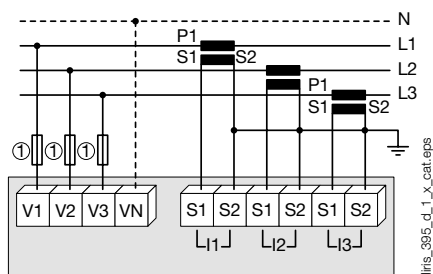 N
P1
L1
S1 S2
L2
P1
L3
S1 S2
① ① ①
V1 V2 V3 VN
S1 S2 S1 S2 S1 S2
I1 I2 I3
Iris_395_d_1_x_cat.eps